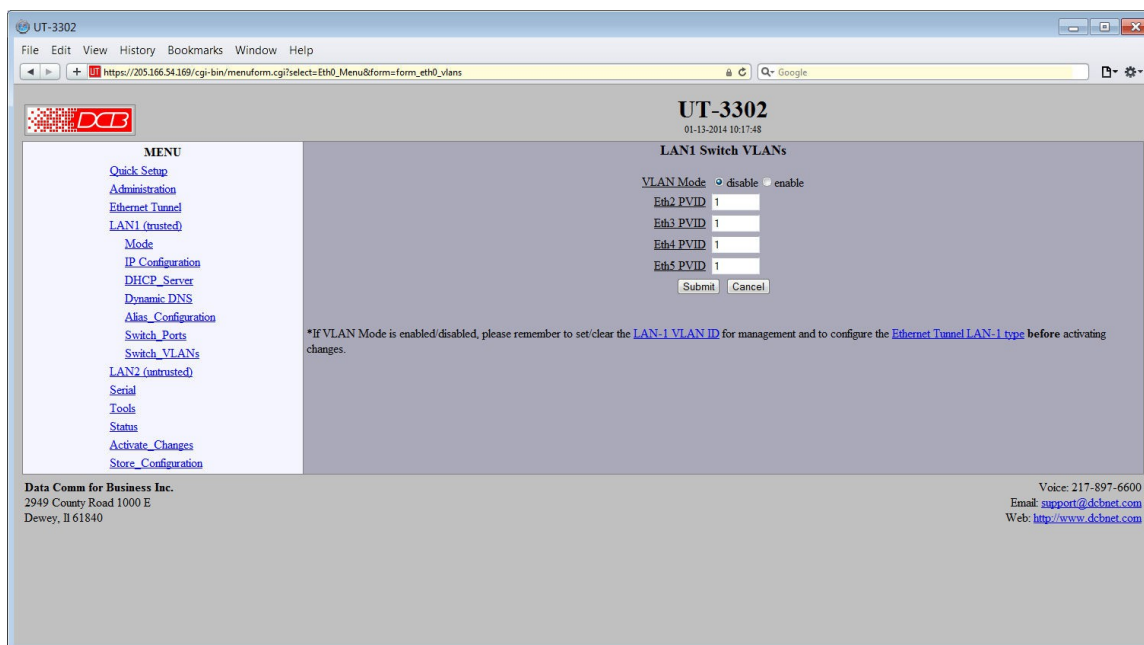 UT-3302
File Edit View History Bookmarks Window Help
UT https://205.166.54.169/cgi-bin/menuform.cgi?select=Eth0_Menu&form=form_eth0_vlans
Google
DCB
UT-3302
01-13-2014 10:17:48
MENU
Quick Setup
Administration
Ethernet Tunnel
LAN1 (trusted)
Mode
IP Configuration
DHCP_Server
Dynamic DNS
Alias_Configuration
Switch_Ports
Switch_VLANs
LAN2 (untrusted)
Serial
Tools
Status
Activate_Changes
Store_Configuration
LAN1 Switch VLANs
VLAN Mode disable enable
Eth2 PVID 1
Eth3 PVID 1
Eth4 PVID 1
Eth5 PVID 1
Submit Cancel
*If VLAN Mode is enabled/disabled, please remember to set/clear the LAN-1 VLAN ID for management and to configure the Ethernet Tunnel LAN-1 type before activating
changes.
Data Comm for Business Inc.
2949 County Road 1000 E
Dewey, Il 61840
Voice: 217-897-6600
Email: support@dcbnet.com
Web: http://www.dcbnet.com